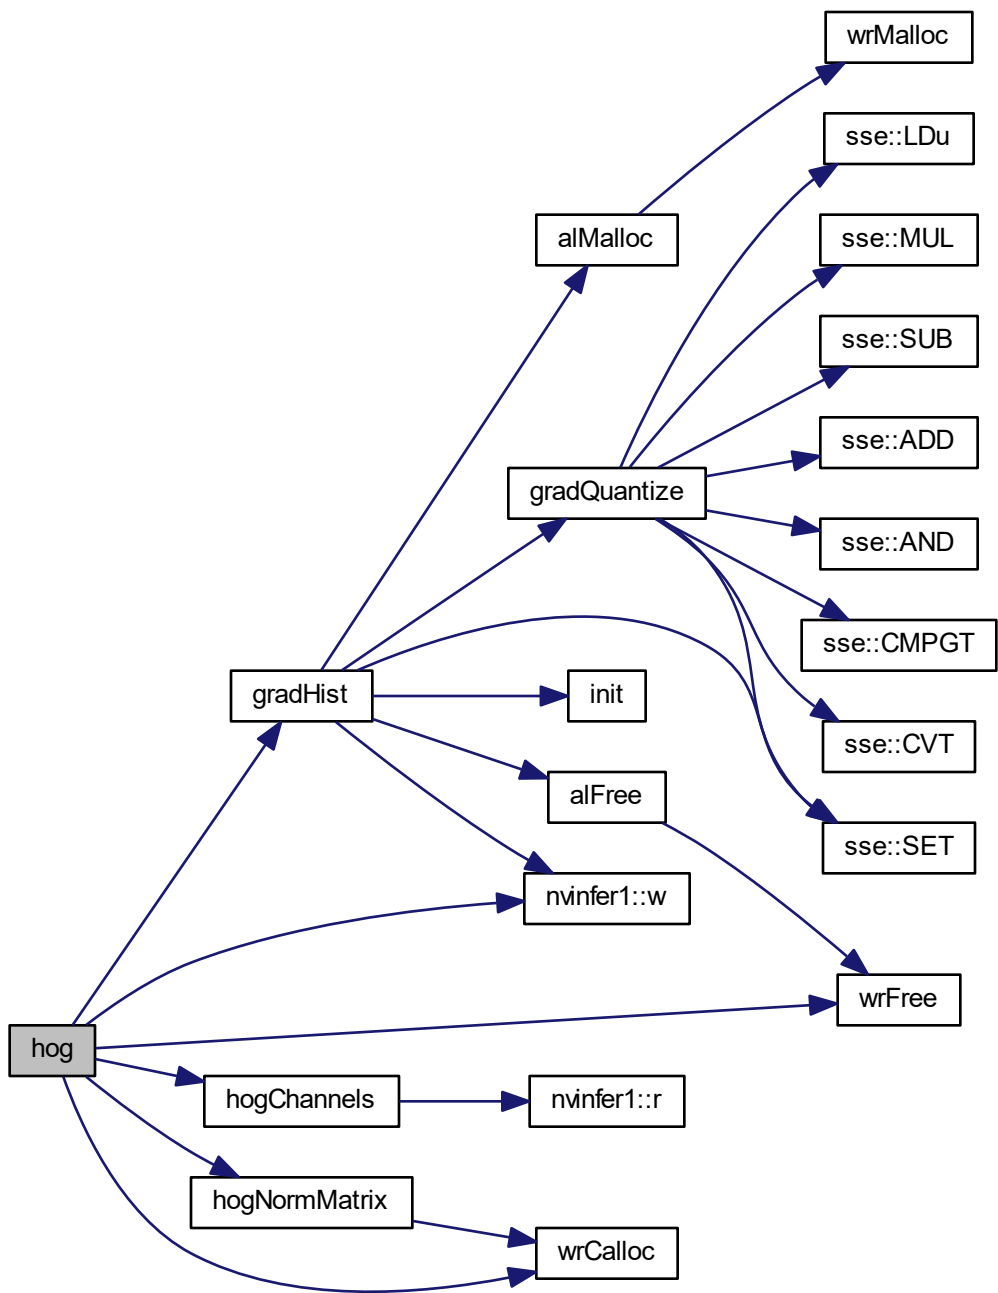 wrMalloc
sse::LDu
alMalloc
sse::MUL
sse::SUB
sse::ADD
gradQuantize
sse::AND
sse::CMPGT
gradHist
init
sse::CVT
alFree
sse::SET
nvinfer1::w
wrFree
hog
hogChannels
nvinfer1::r
hogNormMatrix
wrCalloc